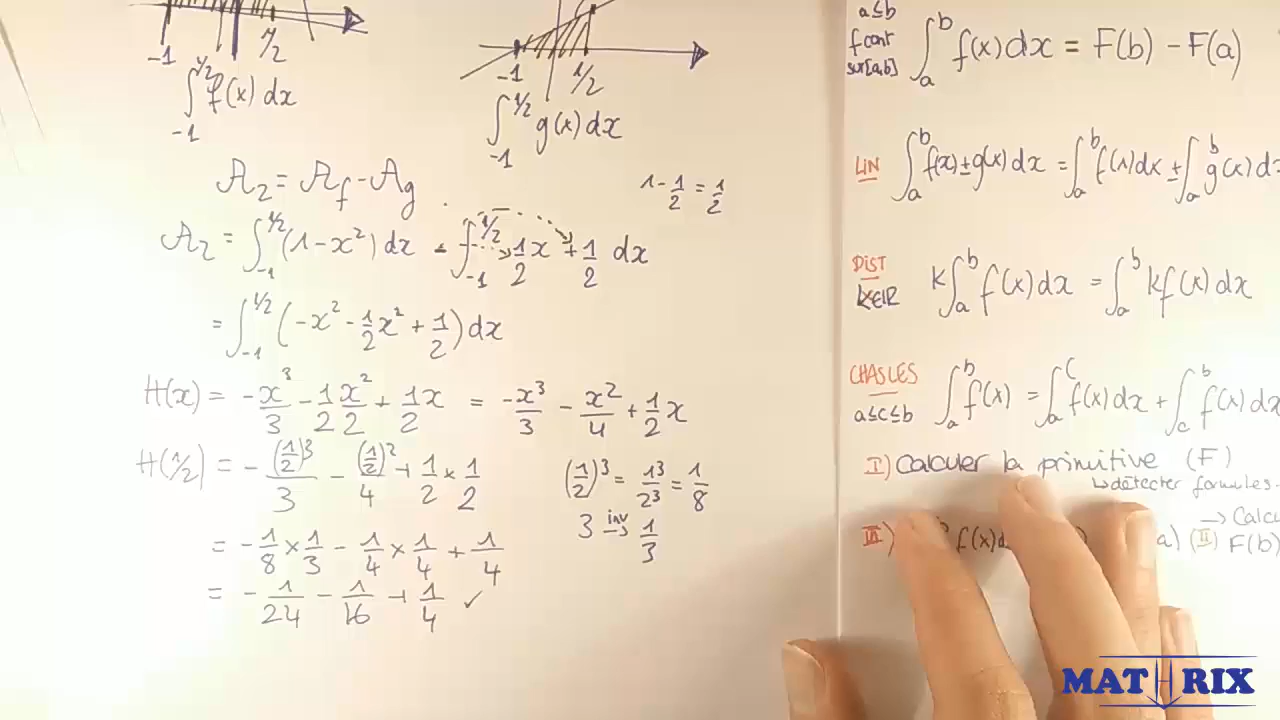 -1 1/2
∫_{-1}^{1/2} f(x) dx
-1 1/2
∫_{-1}^{1/2} g(x) dx
A₂ = A_f - A_g
1 - 1/2 = 1/2
A₂ = ∫_{-1}^{1/2} (1 - x²) dx - ∫_{-1}^{1/2} 1/2 x + 1/2 dx
= ∫_{-1}^{1/2} (-x² - 1/2 x² + 1/2) dx
H(x) = -x³/3 - 1/2 x²/2 + 1/2 x = -x³/3 - x²/4 + 1/2 x
H(1/2) = - (1/2)³/3 - (1/2)²/4 + 1/2 × 1/2
(1/2)³ = 1³/2³ = 1/8
3 inv→ 1/3
= - 1/8 × 1/3 - 1/4 × 1/4 + 1/4
= - 1/24 - 1/16 + 1/4 ✓
a ≤ b
f cont
sur [a,b]
∫_a^b f(x) dx = F(b) - F(a)
LIN ∫_a^b f(x) ± g(x) dx = ∫_a^b f(x) dx ± ∫_a^b g(x) dx
DIST
k∈ℝ k ∫_a^b f(x) dx = ∫_a^b k f(x) dx
CHASLES
a ≤ c ≤ b ∫_a^b f(x) = ∫_a^c f(x) dx + ∫_c^b f(x) dx
I) Calculer la primitive (F)
↳ détecter formules.
→ Calcu
f(x)d a) (II) F(b)
MATHRIX